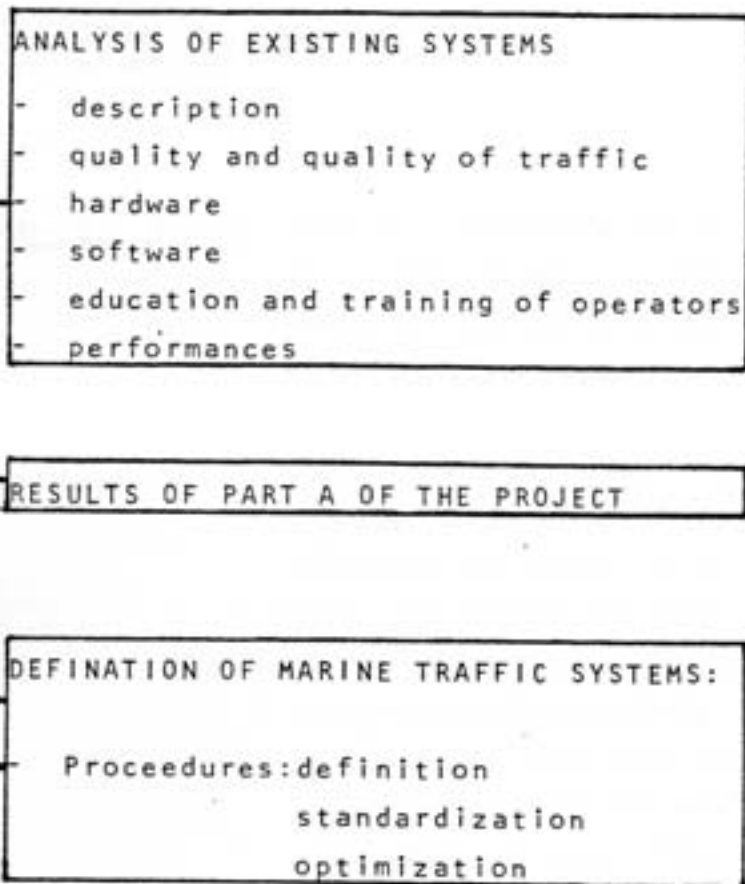 ANALYSIS OF EXISTING SYSTEMS
- description
- quality and quality of traffic
- hardware
- software
- education and training of operators
- performances
RESULTS OF PART A OF THE PROJECT
DEFINATION OF MARINE TRAFFIC SYSTEMS:
- Proceedures:definition
standardization
optimization